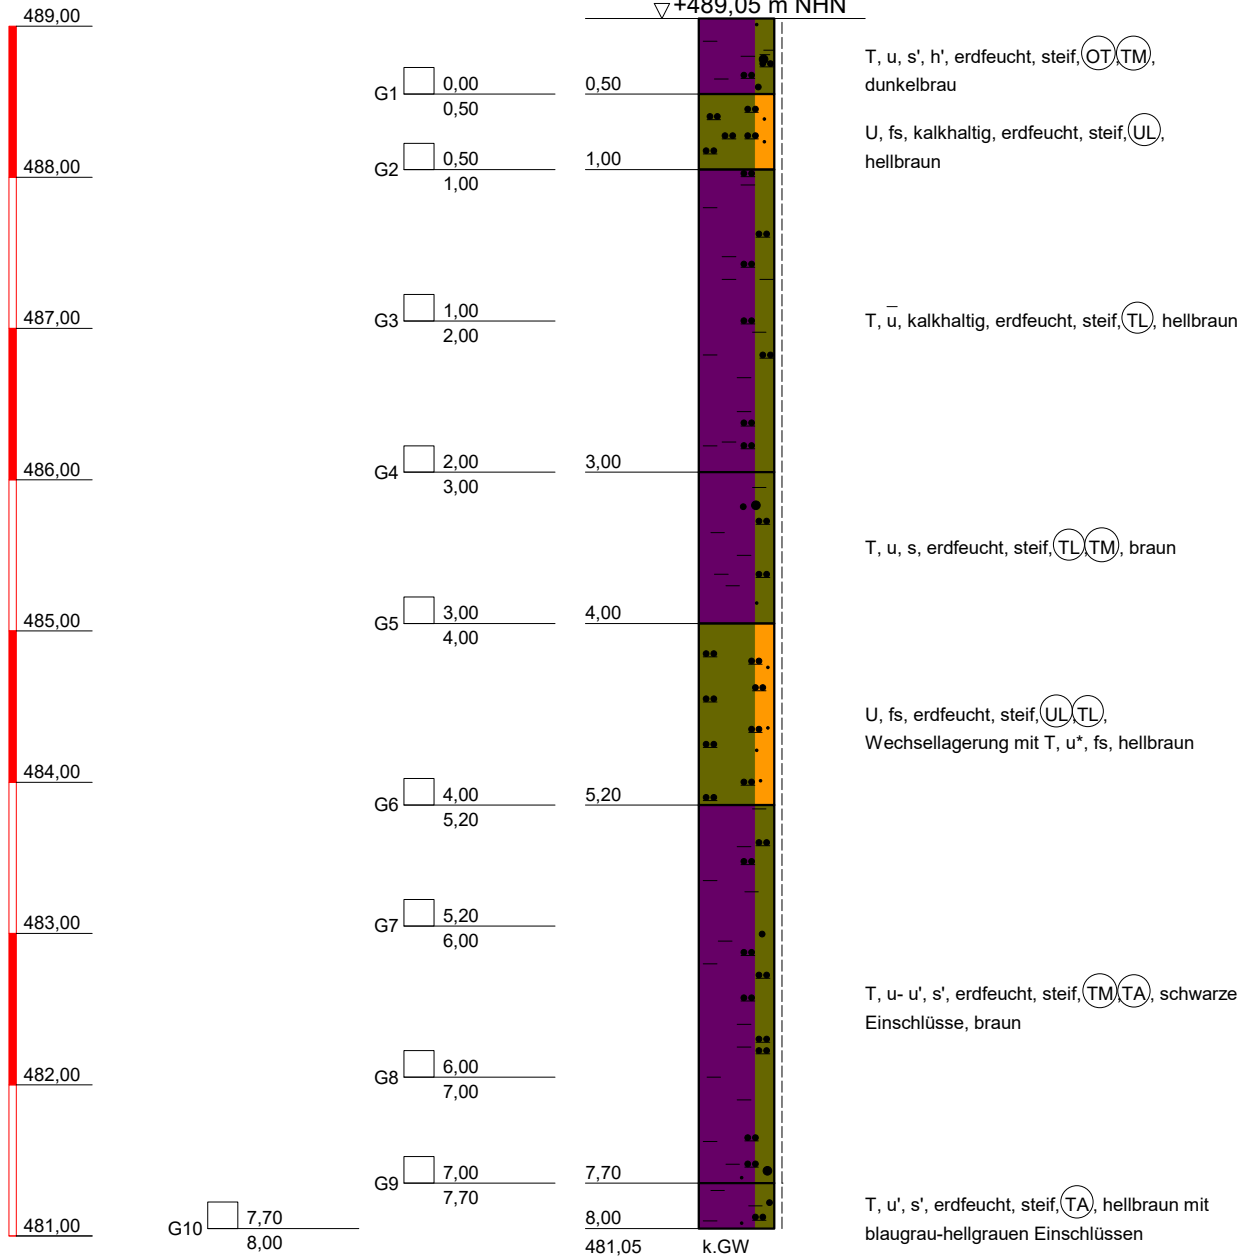 +489,05 m NHN
489,00
488,00
487,00
486,00
485,00
484,00
483,00
482,00
481,00
G1 0,00
0,50
G2 0,50
1,00
G3 1,00
2,00
G4 2,00
3,00
G5 3,00
4,00
G6 4,00
5,20
G7 5,20
6,00
G8 6,00
7,00
G9 7,00
7,70
G10 7,70
8,00
0,50
1,00
3,00
4,00
5,20
7,70
8,00
481,05 k.GW
T, u, s', h', erdfeucht, steif, OT, TM,
dunkelbrau
U, fs, kalkhaltig, erdfeucht, steif, UL,
hellbraun
T, u̅, kalkhaltig, erdfeucht, steif, TL, hellbraun
T, u, s, erdfeucht, steif, TL, TM, braun
U, fs, erdfeucht, steif, UL, TL,
Wechsellagerung mit T, u*, fs, hellbraun
T, u- u', s', erdfeucht, steif, TM, TA, schwarze
Einschlüsse, braun
T, u', s', erdfeucht, steif, TA, hellbraun mit
blaugrau-hellgrauen Einschlüssen